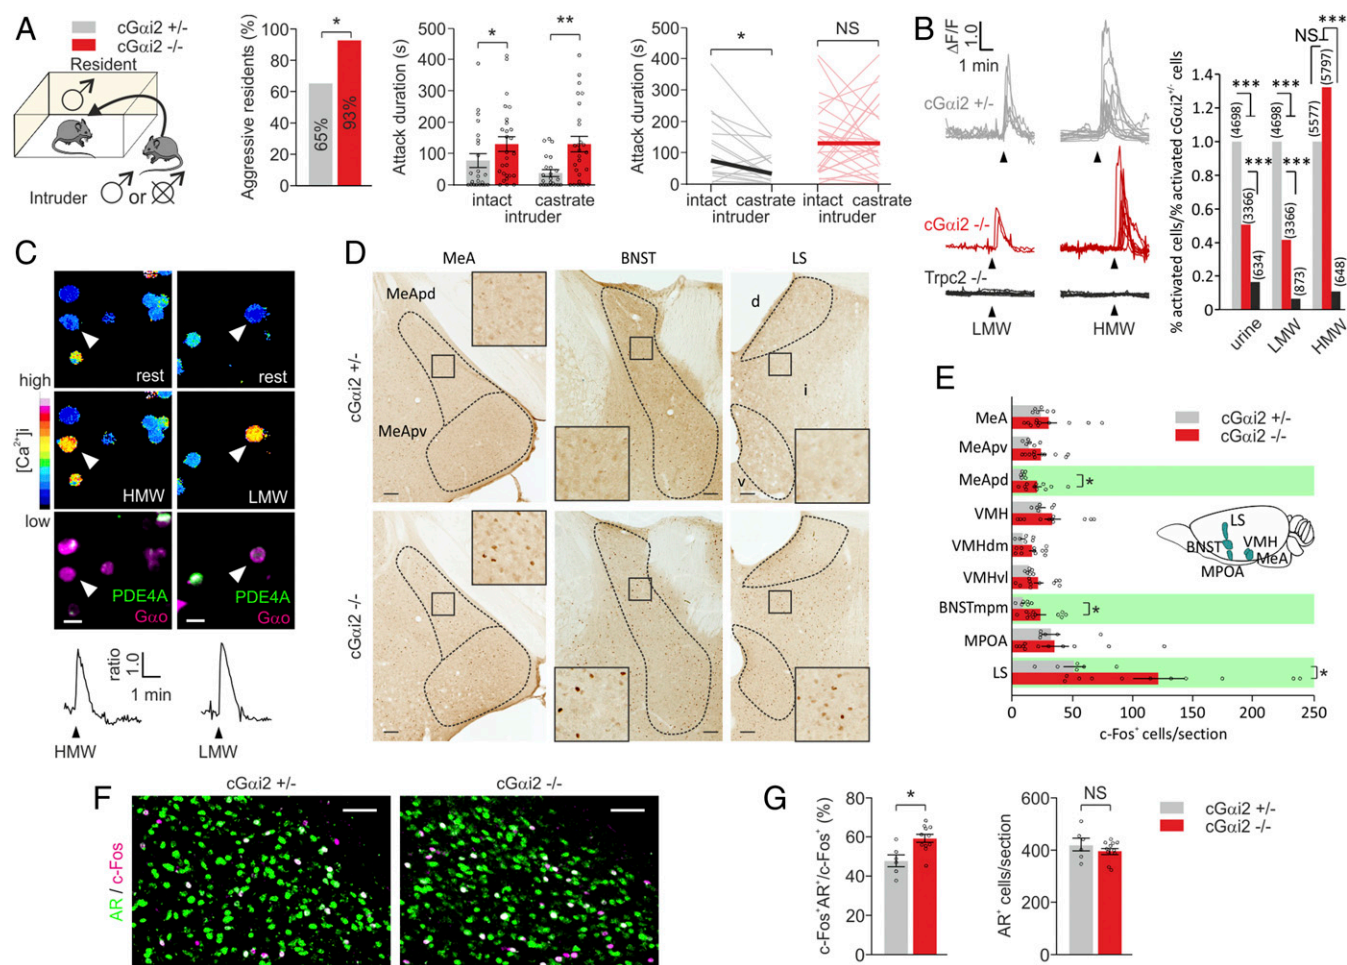 A
cGαi2 +/-
cGαi2 -/-
Resident
Intruder
or
Aggressive residents (%)
100
80
60
40
20
0
*
65%
93%
Attack duration (s)
500
400
300
200
100
0
*
**
intact castrate
intruder
Attack duration (s)
500
400
300
200
100
0
*
NS
intact castrate intact castrate
intruder
B
ΔF/F
1.0
1 min
cGαi2 +/-
cGαi2 -/-
Trpc2 -/-
LMW
HMW
% activated cells/% activated cGαi2+/- cells
1.4
1.2
1.0
0.8
0.6
0.4
0.2
0
***
NS
***
***
***
***
***
(4698)
(3366)
(634)
(4698)
(3366)
(873)
(5577)
(5797)
(648)
urine
LMW
HMW
C
high
[Ca2+]i
low
rest
rest
HMW
LMW
PDE4A
Gαo
PDE4A
Gαo
ratio
1.0
1 min
HMW
LMW
D
MeA
BNST
LS
cGαi2 +/-
MeApd
MeApv
d
i
v
cGαi2 -/-
E
cGαi2 +/-
cGαi2 -/-
MeA
MeApv
MeApd
VMH
VMHdm
VMHvl
BNSTmpm
MPOA
LS
*
*
*
LS
BNST
VMH
MPOA
MeA
0
50
100
150
200
250
c-Fos+ cells/section
F
cGαi2 +/-
cGαi2 -/-
AR / c-Fos
G
c-Fos+AR+/c-Fos+ (%)
80
60
40
20
0
*
AR+ cells/section
600
400
200
0
NS
cGαi2 +/-
cGαi2 -/-